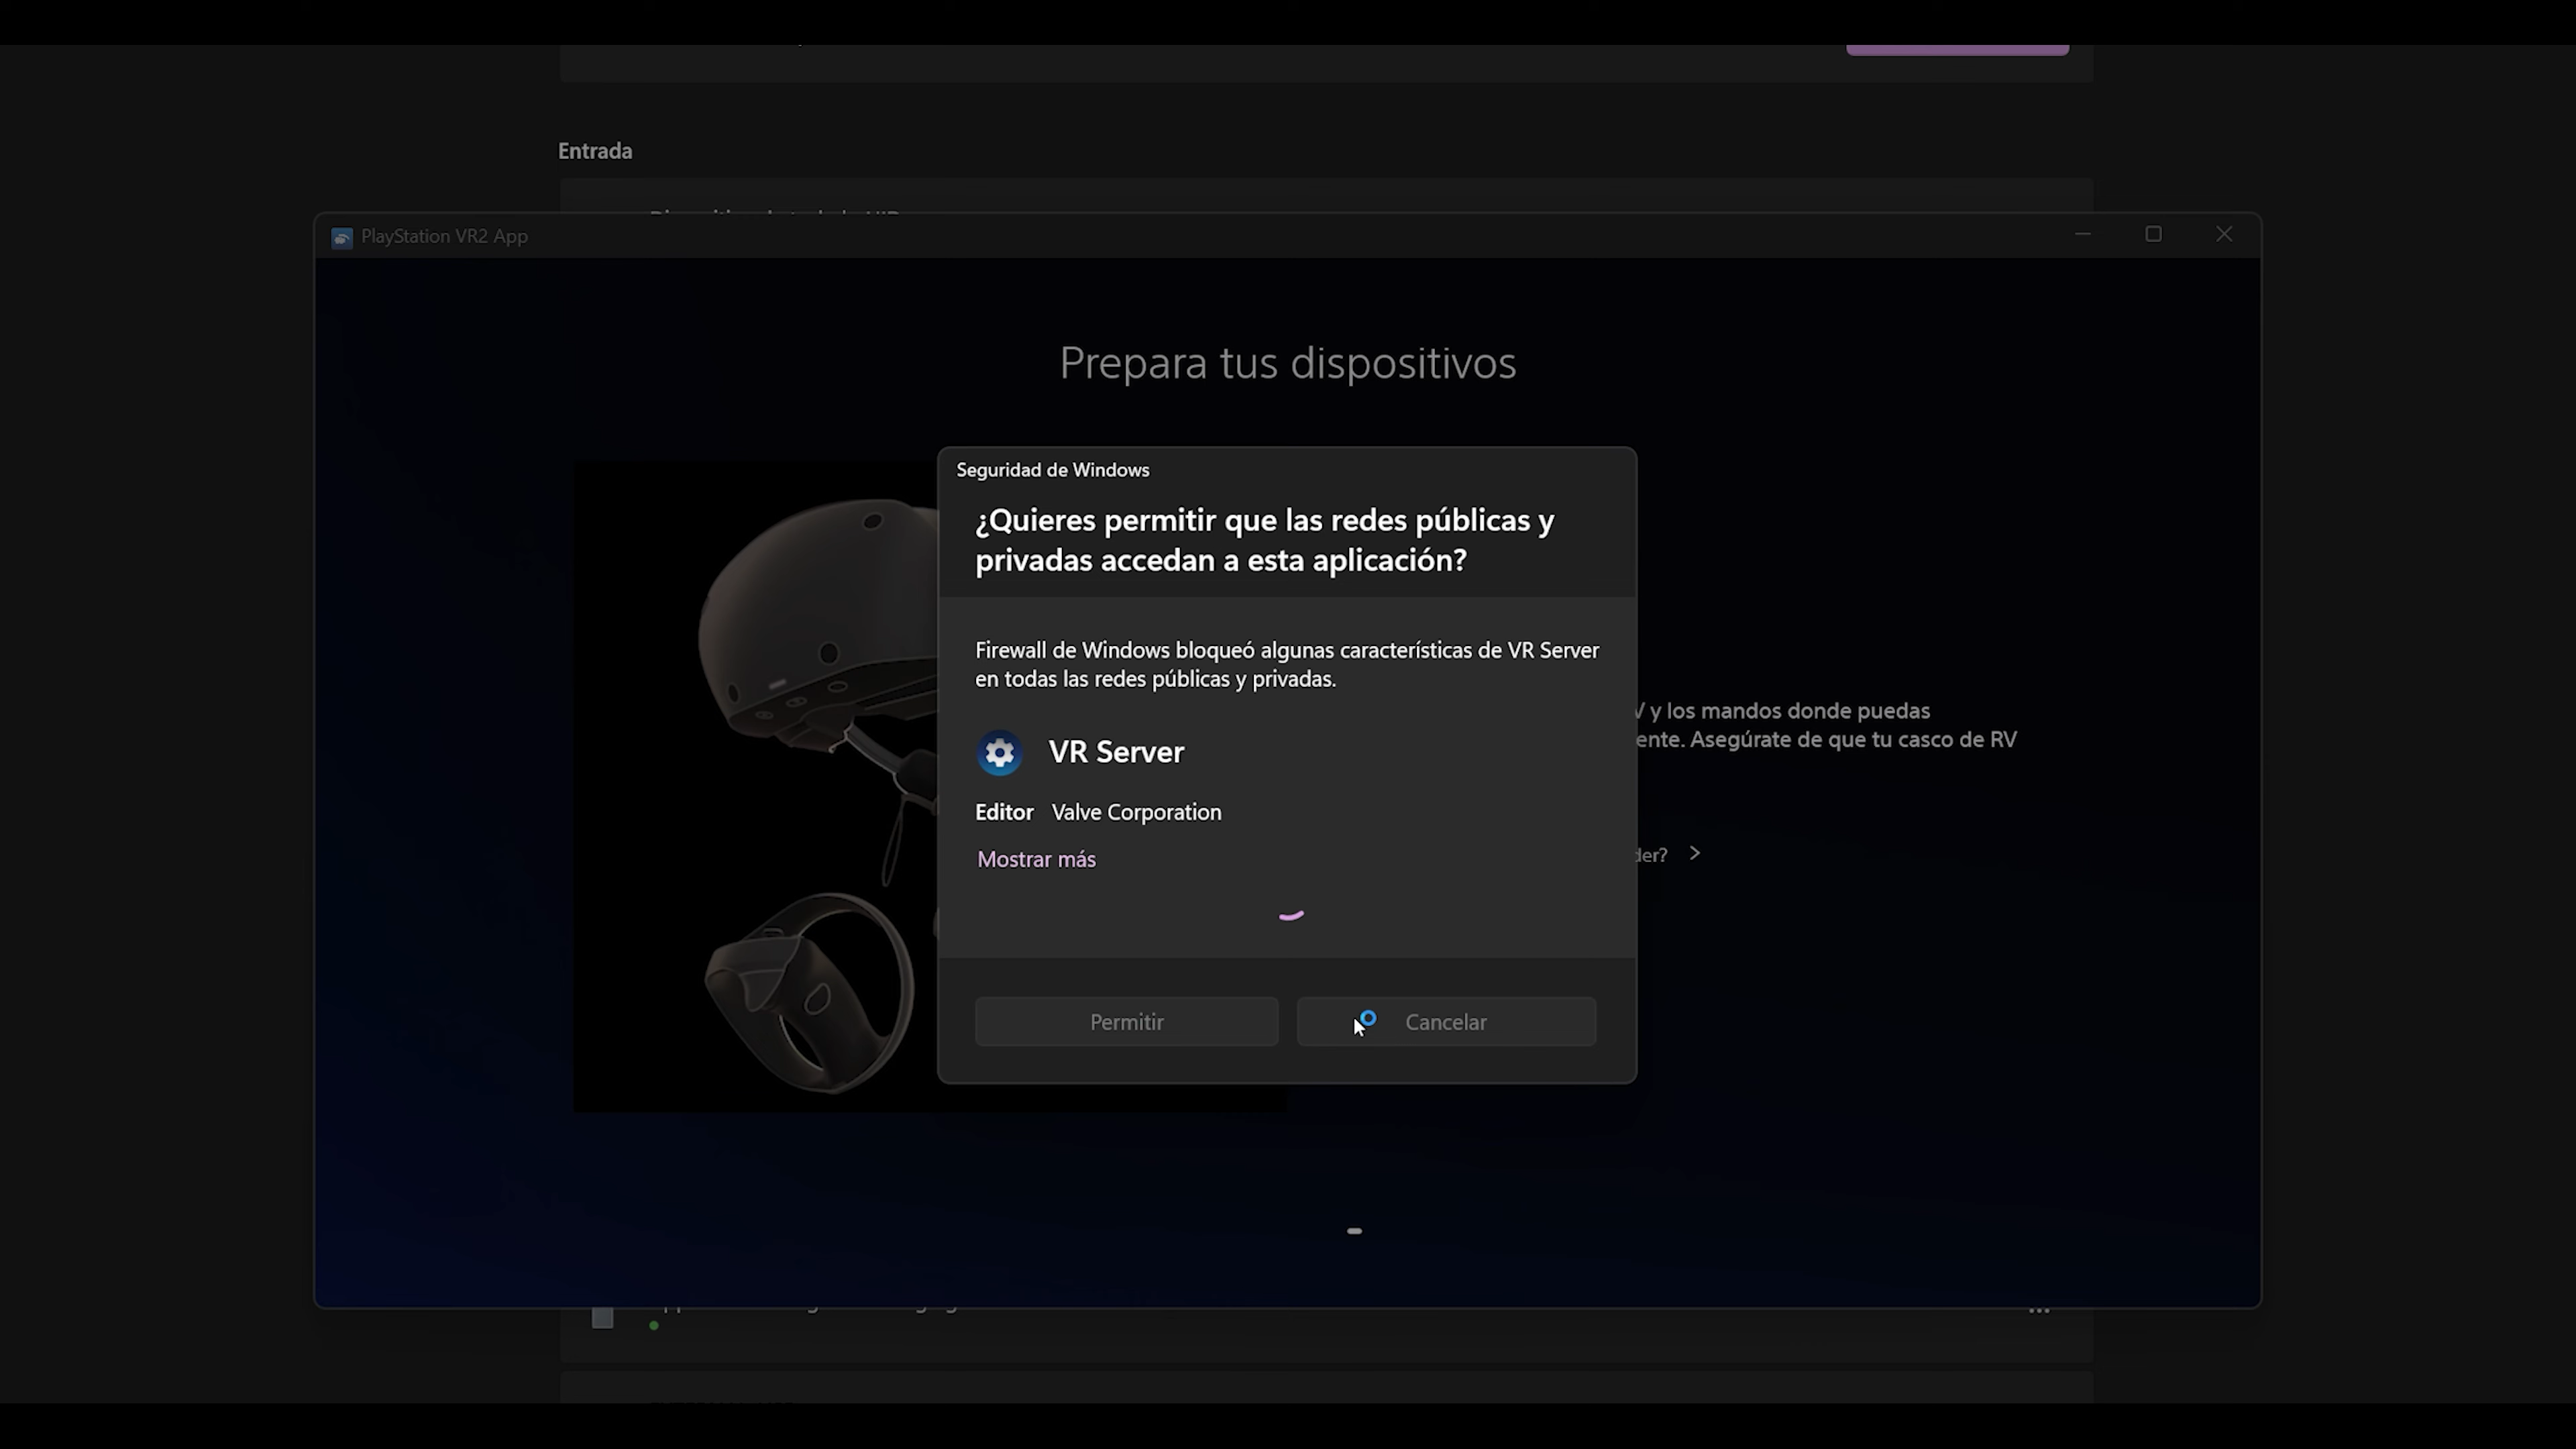 Entrada
PlayStation VR2 App
Prepara tus dispositivos
Seguridad de Windows
¿Quieres permitir que las redes públicas y
privadas accedan a esta aplicación?
Firewall de Windows bloqueó algunas características de VR Server
en todas las redes públicas y privadas.
VR Server
Editor Valve Corporation
Mostrar más
Permitir
Cancelar
y los mandos donde puedas
Asegúrate de que tu casco de RV